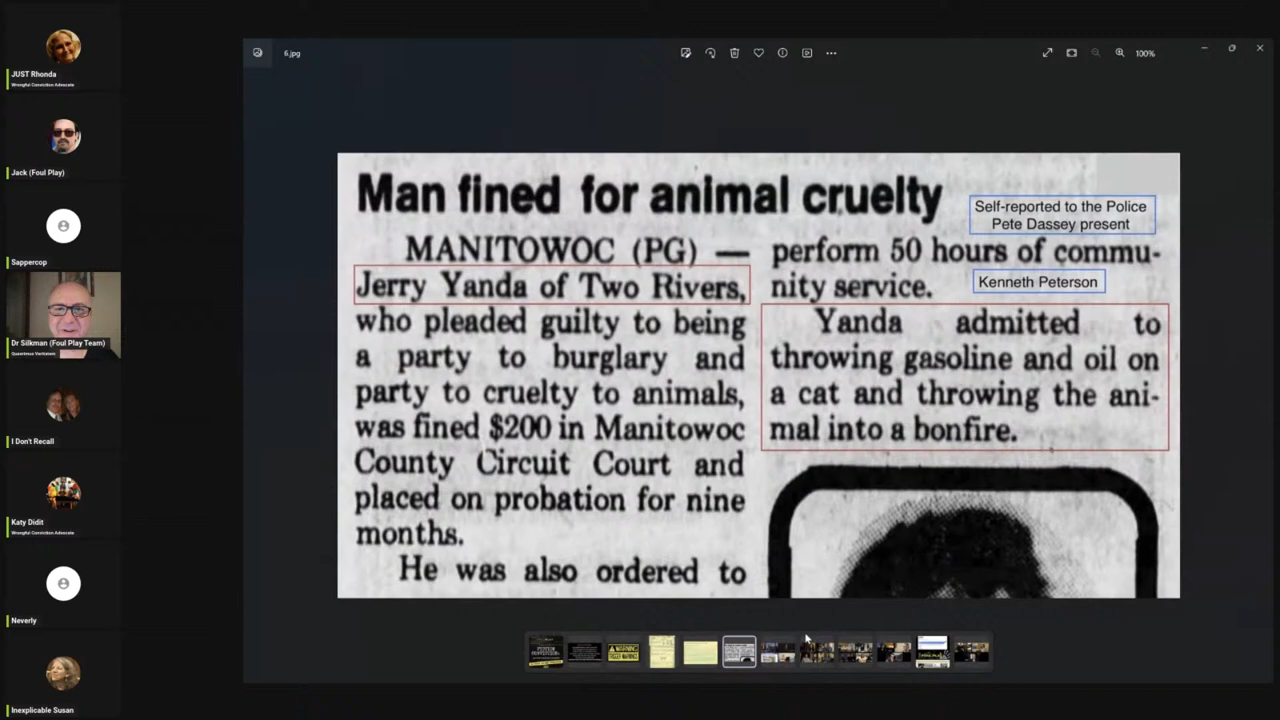 JUST Rhonda
Wrongful Conviction Advocate
Jack (Foul Play)
Sappercop
Dr Silkman (Foul Play Team)
I Don't Recall
Katy Didit
Wrongful Conviction Advocate
Neverly
Inexplicable Susan
6.jpg
100%
Man fined for animal cruelty
MANITOWOC (PG) —
Jerry Yanda of Two Rivers,
who pleaded guilty to being
a party to burglary and
party to cruelty to animals,
was fined $200 in Manitowoc
County Circuit Court and
placed on probation for nine
months.
He was also ordered to
perform 50 hours of commu-
nity service.
Yanda admitted to
throwing gasoline and oil on
a cat and throwing the ani-
mal into a bonfire.
Self-reported to the Police
Pete Dassey present
Kenneth Peterson
WARNING